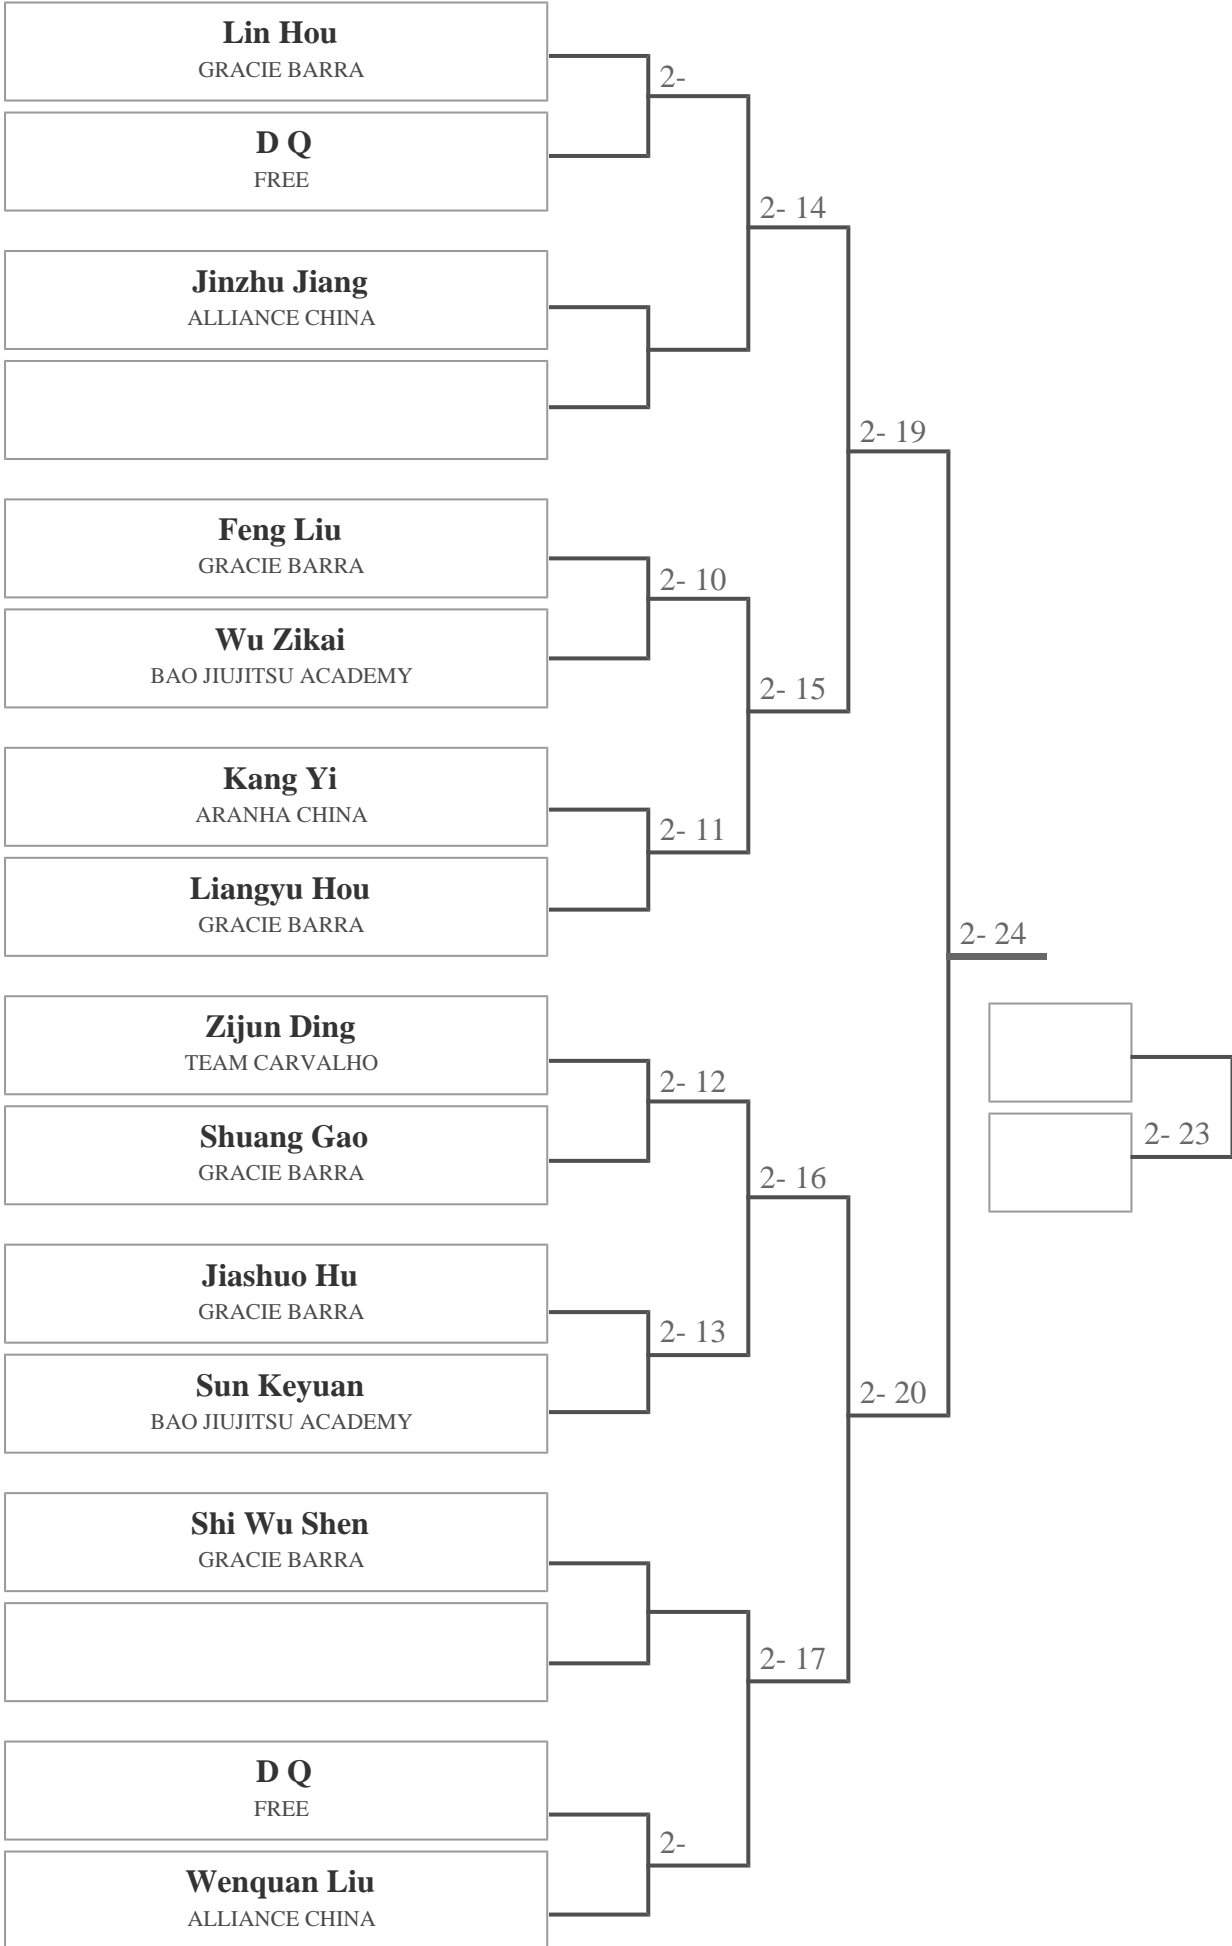 Lin Hou
GRACIE BARRA
2-
D Q
FREE
2- 14
Jinzhu Jiang
ALLIANCE CHINA
2- 19
Feng Liu
GRACIE BARRA
2- 10
Wu Zikai
BAO JIUJITSU ACADEMY
2- 15
Kang Yi
ARANHA CHINA
2- 11
Liangyu Hou
GRACIE BARRA
2- 24
Zijun Ding
TEAM CARVALHO
2- 12
Shuang Gao
GRACIE BARRA
2- 23
2- 16
Jiashuo Hu
GRACIE BARRA
2- 13
Sun Keyuan
BAO JIUJITSU ACADEMY
2- 20
Shi Wu Shen
GRACIE BARRA
2- 17
D Q
FREE
2-
Wenquan Liu
ALLIANCE CHINA